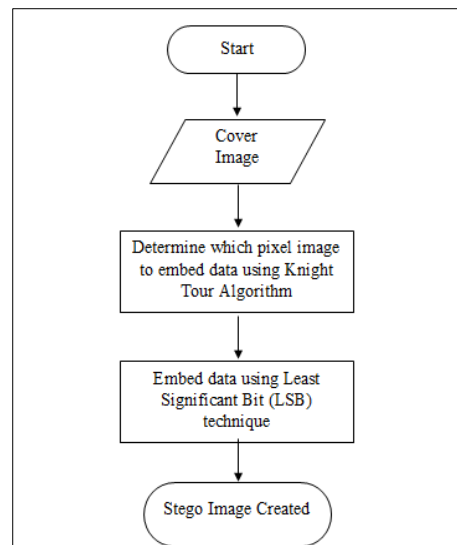 Start
Cover
Image
Determine which pixel image
to embed data using Knight
Tour Algorithm
Embed data using Least
Significant Bit (LSB)
technique
Stego Image Created